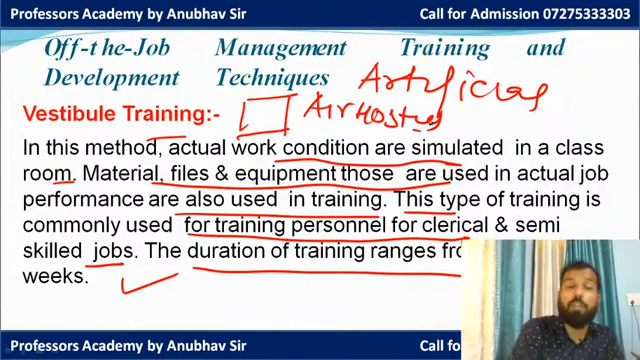 Professors Academy by Anubhav Sir Call for Admission 07275333303
Off-the-Job Management Training and
Development Techniques
Artificial
Vestibule Training:- Air Hostess
In this method, actual work condition are simulated in a class
room. Material, files & equipment those are used in actual job
performance are also used in training. This type of training is
commonly used for training personnel for clerical & semi
skilled jobs. The duration of training ranges fro
weeks.
Professors Academy by Anubhav Sir Call fo 03